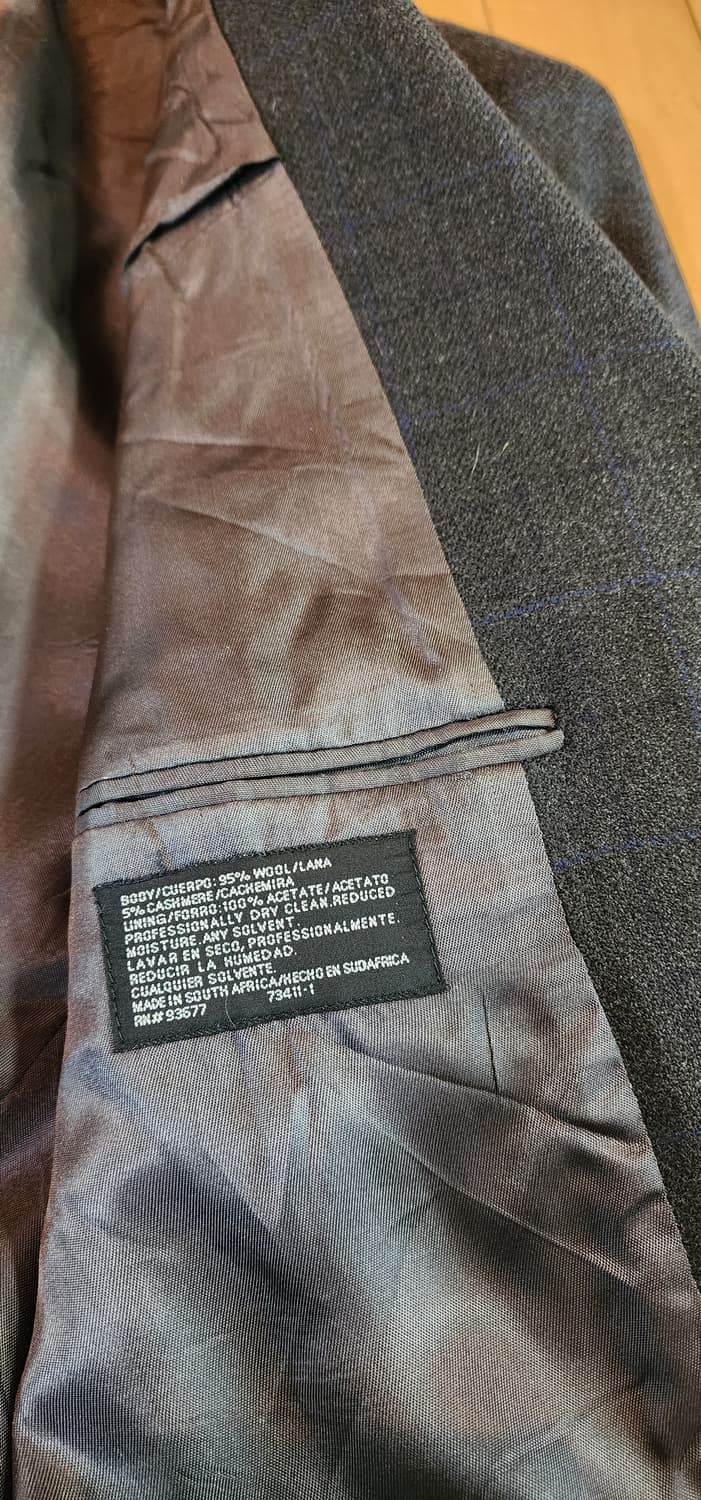 BODY/CUERPO: 95% WOOL/LANA
5% CASHMERE/CACHEMIRA
LINING/FORRO: 100% ACETATE/ACETATO
PROFESSIONALLY DRY CLEAN.REDUCED
MOISTURE.ANY SOLVENT.
LAVAR EN SECO, PROFESSIONALMENTE.
REDUCIR LA HUMEDAD.
CUALQUIER SOLVENTE.
MADE IN SOUTH AFRICA/HECHO EN SUDAFRICA
RN# 93677 73411-1